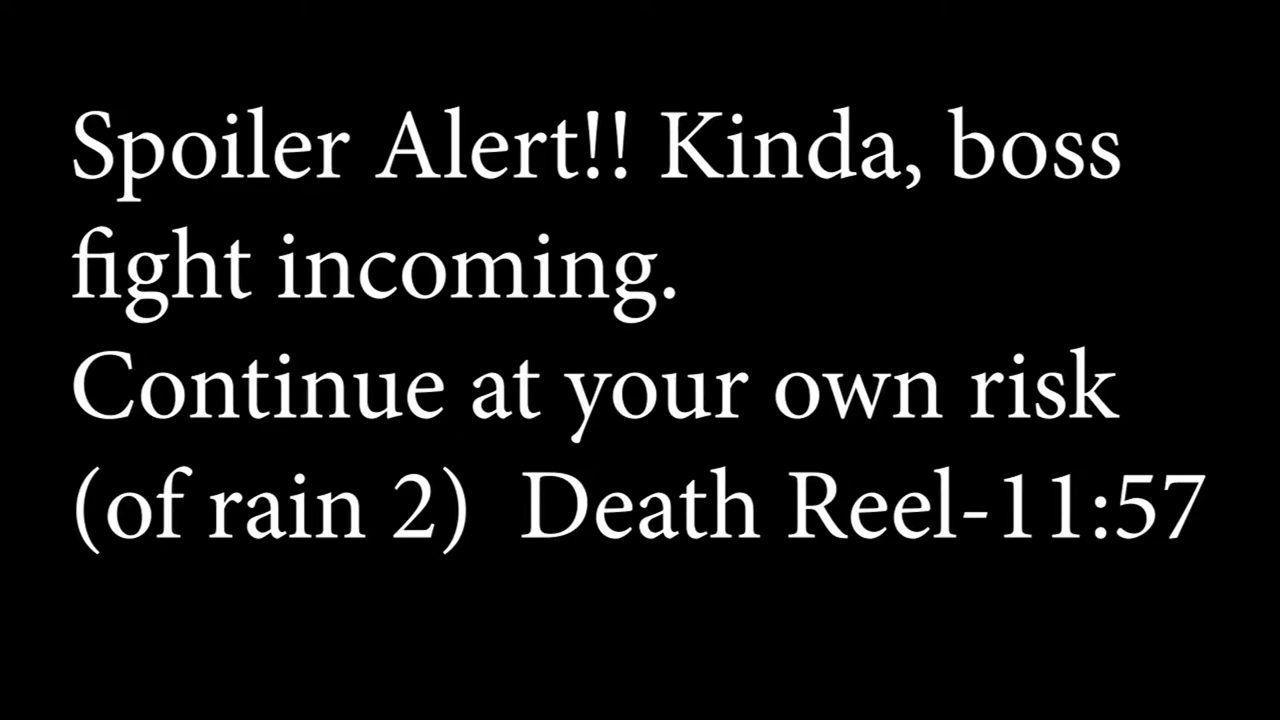 Spoiler Alert!! Kinda, boss
fight incoming.
Continue at your own risk
(of rain 2)  Death Reel-11:57